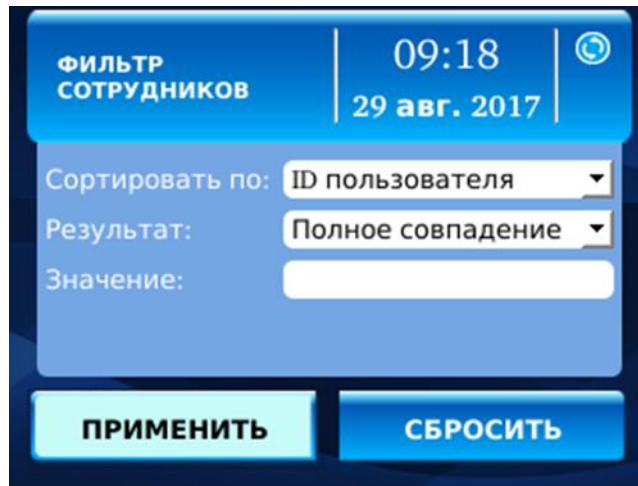 ФИЛЬТР
СОТРУДНИКОВ
09:18
29 авг. 2017
Сортировать по: ID пользователя
Результат: Полное совпадение
Значение:
ПРИМЕНИТЬ СБРОСИТЬ